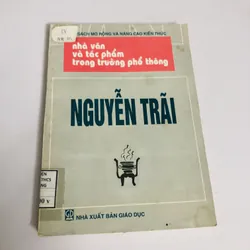 SÁCH MỞ RỘNG VÀ NÂNG CAO KIẾN THỨC
nhà văn
và tác phẩm
trong trường phổ thông
NGUYỄN TRÃI
NHÀ XUẤT BẢN GIÁO DỤC